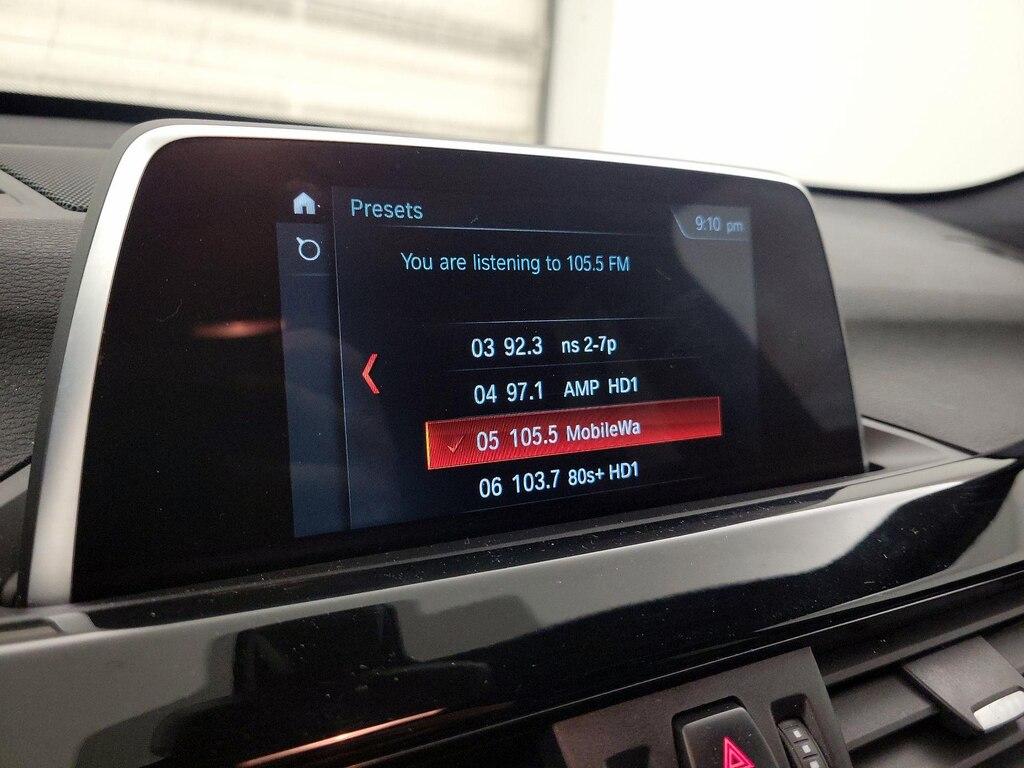 Presets
9:10 pm
You are listening to 105.5 FM
03 92.3 ns 2-7p
04 97.1 AMP HD1
05 105.5 MobileWa
06 103.7 80s+ HD1